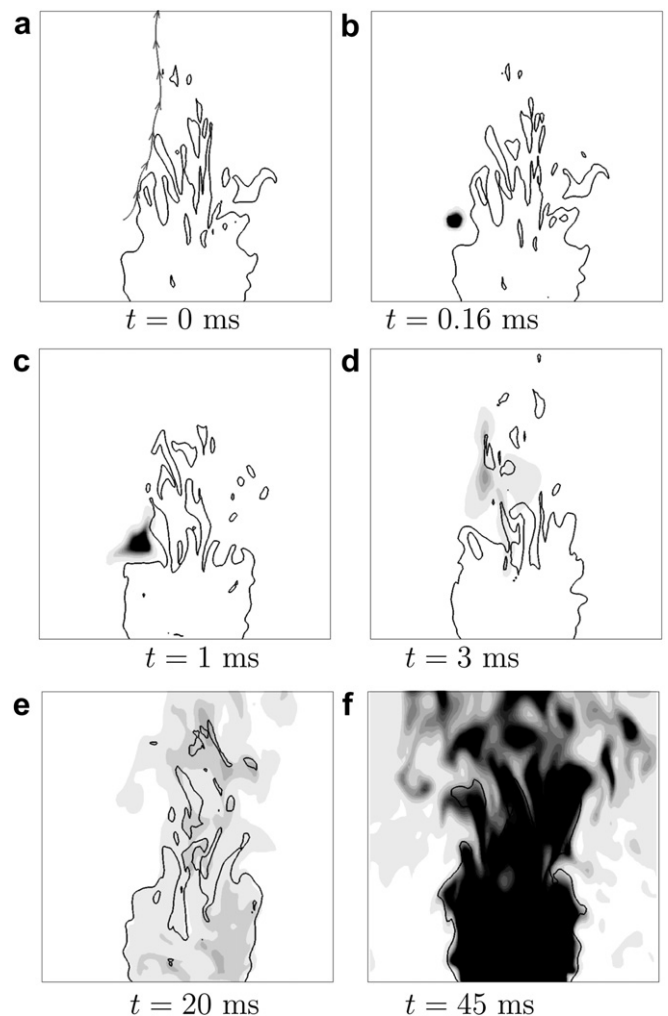 a
b
t = 0 ms
t = 0.16 ms
c
d
t = 1 ms
t = 3 ms
e
f
t = 20 ms
t = 45 ms